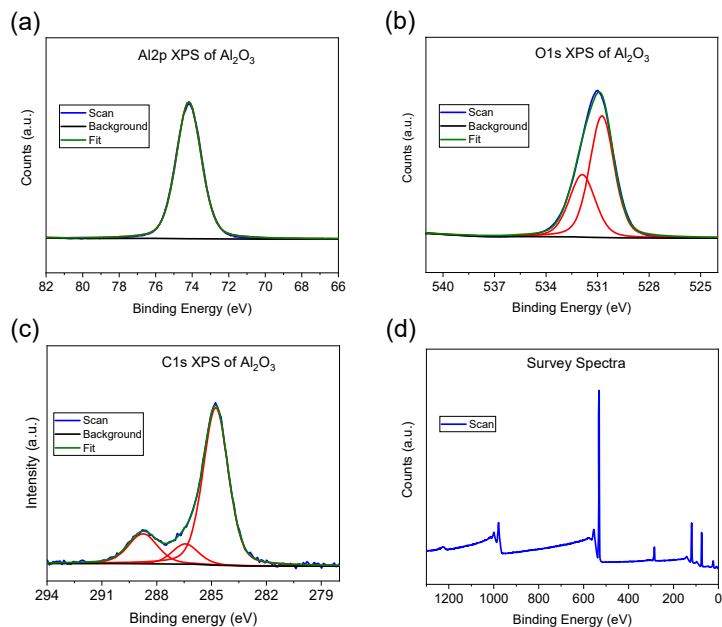 (a)
Al2p XPS of Al₂O₃
Scan
Background
Fit
Counts (a.u.)
82 80 78 76 74 72 70 68 66
Binding Energy (eV)
(b)
O1s XPS of Al₂O₃
Scan
Background
Fit
Counts (a.u.)
540 537 534 531 528 525
Binding Energy (eV)
(c)
C1s XPS of Al₂O₃
Scan
Background
Fit
Intensity (a.u.)
294 291 288 285 282 279
Binding energy (eV)
(d)
Survey Spectra
Scan
Counts (a.u.)
1200 1000 800 600 400 200 0
Binding Energy (eV)